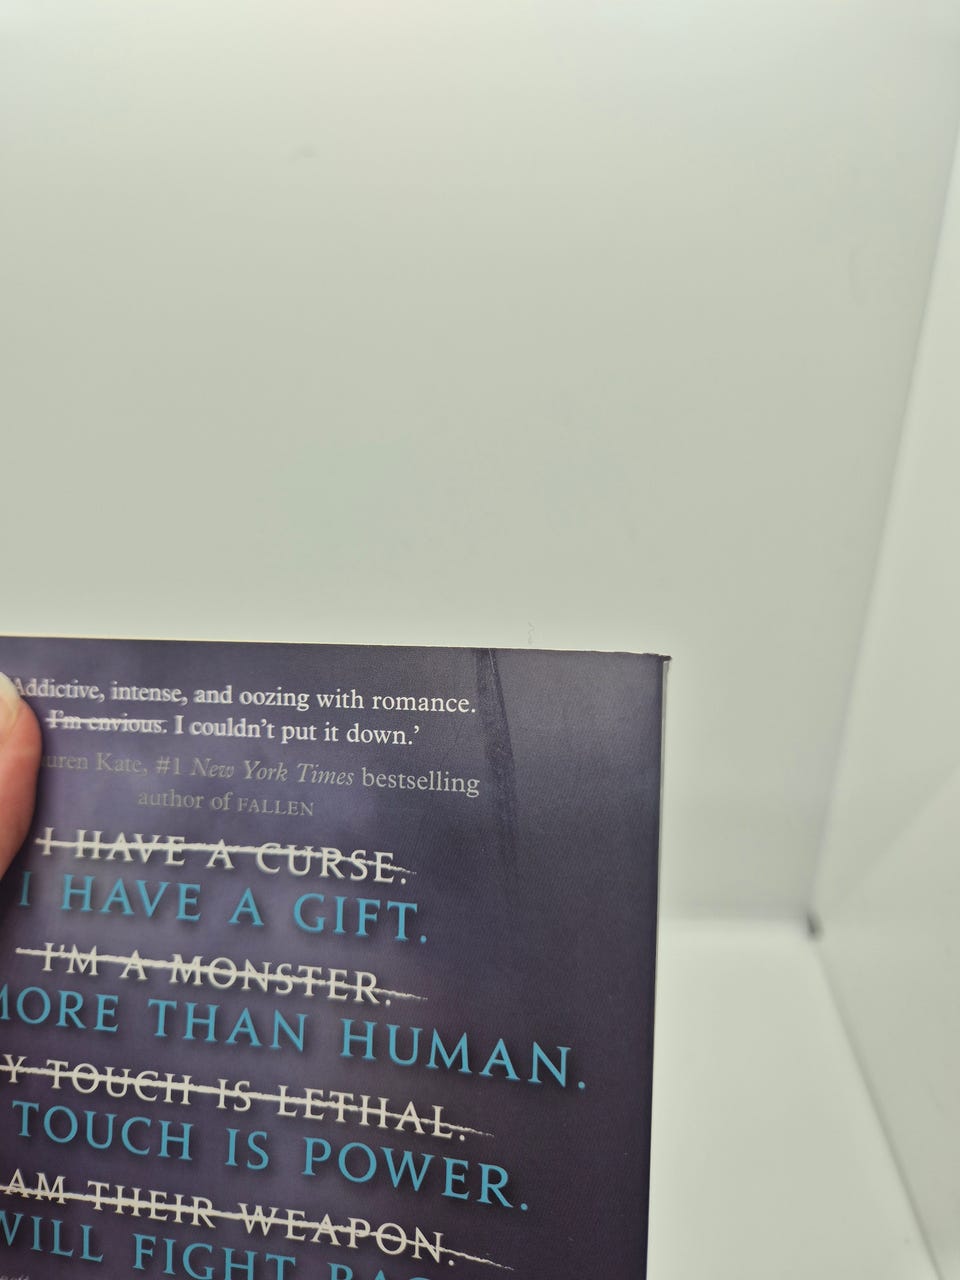 Addictive, intense, and oozing with romance.
I'm envious. I couldn't put it down.'
uren Kate, #1 New York Times bestselling
author of FALLEN
I HAVE A CURSE.
I HAVE A GIFT.
I'M A MONSTER.
MORE THAN HUMAN.
Y TOUCH IS LETHAL.
TOUCH IS POWER.
AM THEIR WEAPON.
WILL FIGHT